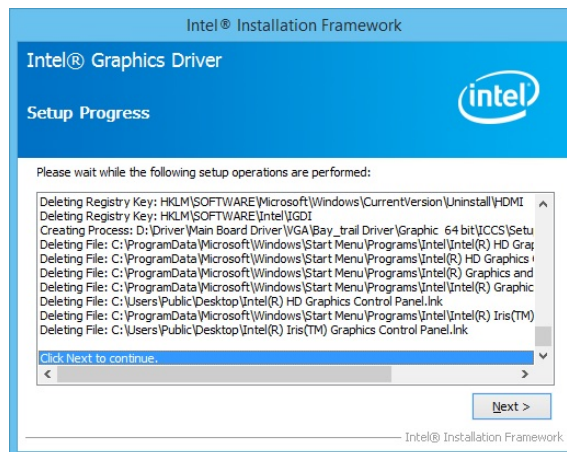 Intel® Installation Framework
Intel® Graphics Driver
intel
Setup Progress
Please wait while the following setup operations are performed:
Deleting Registry Key: HKLM\SOFTWARE\Microsoft\Windows\CurrentVersion\Uninstall\HDMI
Deleting Registry Key: HKLM\SOFTWARE\Intel\IGDI
Creating Process: D:\Driver\Main Board Driver\VGA\Bay_trail Driver\Graphic 64 bit\ICCS\Setu
Deleting File: C:\ProgramData\Microsoft\Windows\Start Menu\Programs\Intel\Intel(R) HD Grap
Deleting File: C:\ProgramData\Microsoft\Windows\Start Menu\Programs\Intel\Intel(R) HD Graphics
Deleting File: C:\ProgramData\Microsoft\Windows\Start Menu\Programs\Intel\Intel(R) Graphics and
Deleting File: C:\ProgramData\Microsoft\Windows\Start Menu\Programs\Intel\Intel(R) Graphic
Deleting File: C:\Users\Public\Desktop\Intel(R) HD Graphics Control Panel.lnk
Deleting File: C:\ProgramData\Microsoft\Windows\Start Menu\Programs\Intel\Intel(R) Iris(TM)
Deleting File: C:\Users\Public\Desktop\Intel(R) Iris(TM) Graphics Control Panel.lnk
Click Next to continue.
Next >
Intel® Installation Framework